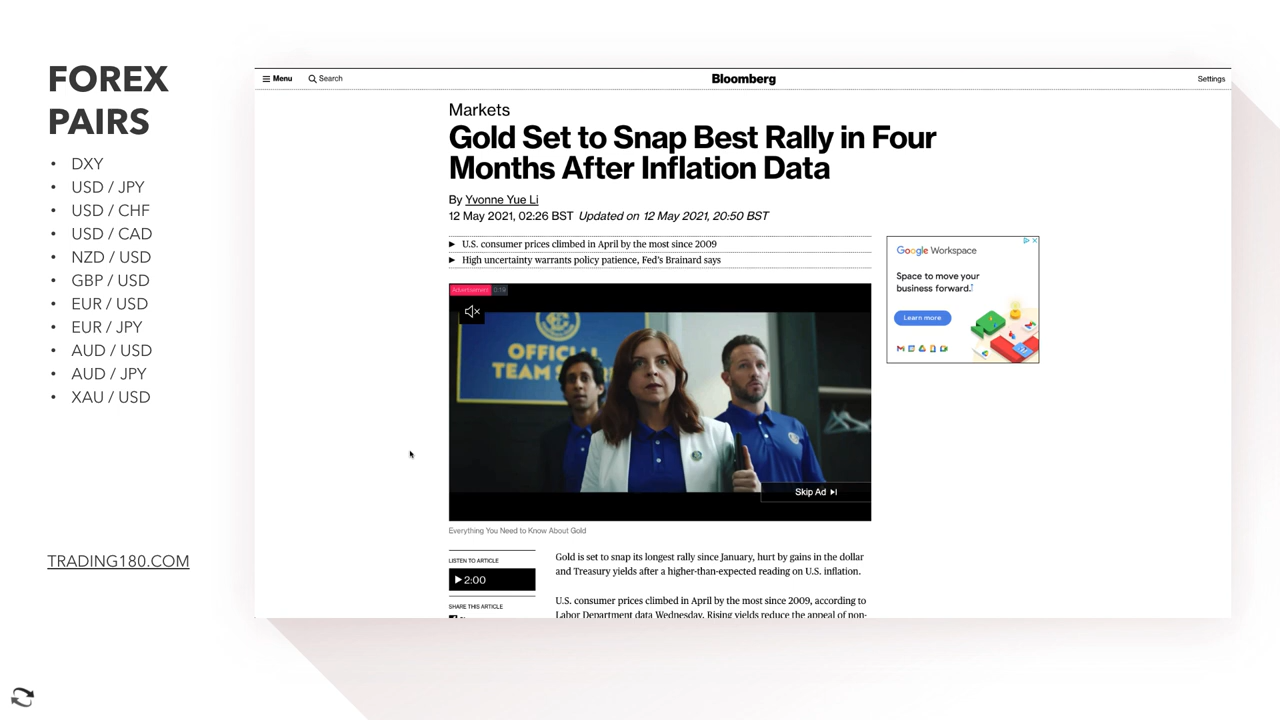 FOREX
PAIRS
• DXY
• USD / JPY
• USD / CHF
• USD / CAD
• NZD / USD
• GBP / USD
• EUR / USD
• EUR / JPY
• AUD / USD
• AUD / JPY
• XAU / USD
TRADING180.COM
Menu
Search
Bloomberg
Settings
Markets
Gold Set to Snap Best Rally in Four
Months After Inflation Data
By Yvonne Yue Li
12 May 2021, 02:26 BST Updated on 12 May 2021, 20:50 BST
U.S. consumer prices climbed in April by the most since 2009
High uncertainty warrants policy patience, Fed's Brainard says
Advertisement
OFFICIAL
TEAM
Skip Ad
Everything You Need to Know About Gold
Google Workspace
Space to move your
business forward.
Learn more
LISTEN TO ARTICLE
2:00
SHARE THIS ARTICLE
Gold is set to snap its longest rally since January, hurt by gains in the dollar
and Treasury yields after a higher-than-expected reading on U.S. inflation.
U.S. consumer prices climbed in April by the most since 2009, according to
Labor Department data Wednesday. Rising yields reduce the appeal of non-